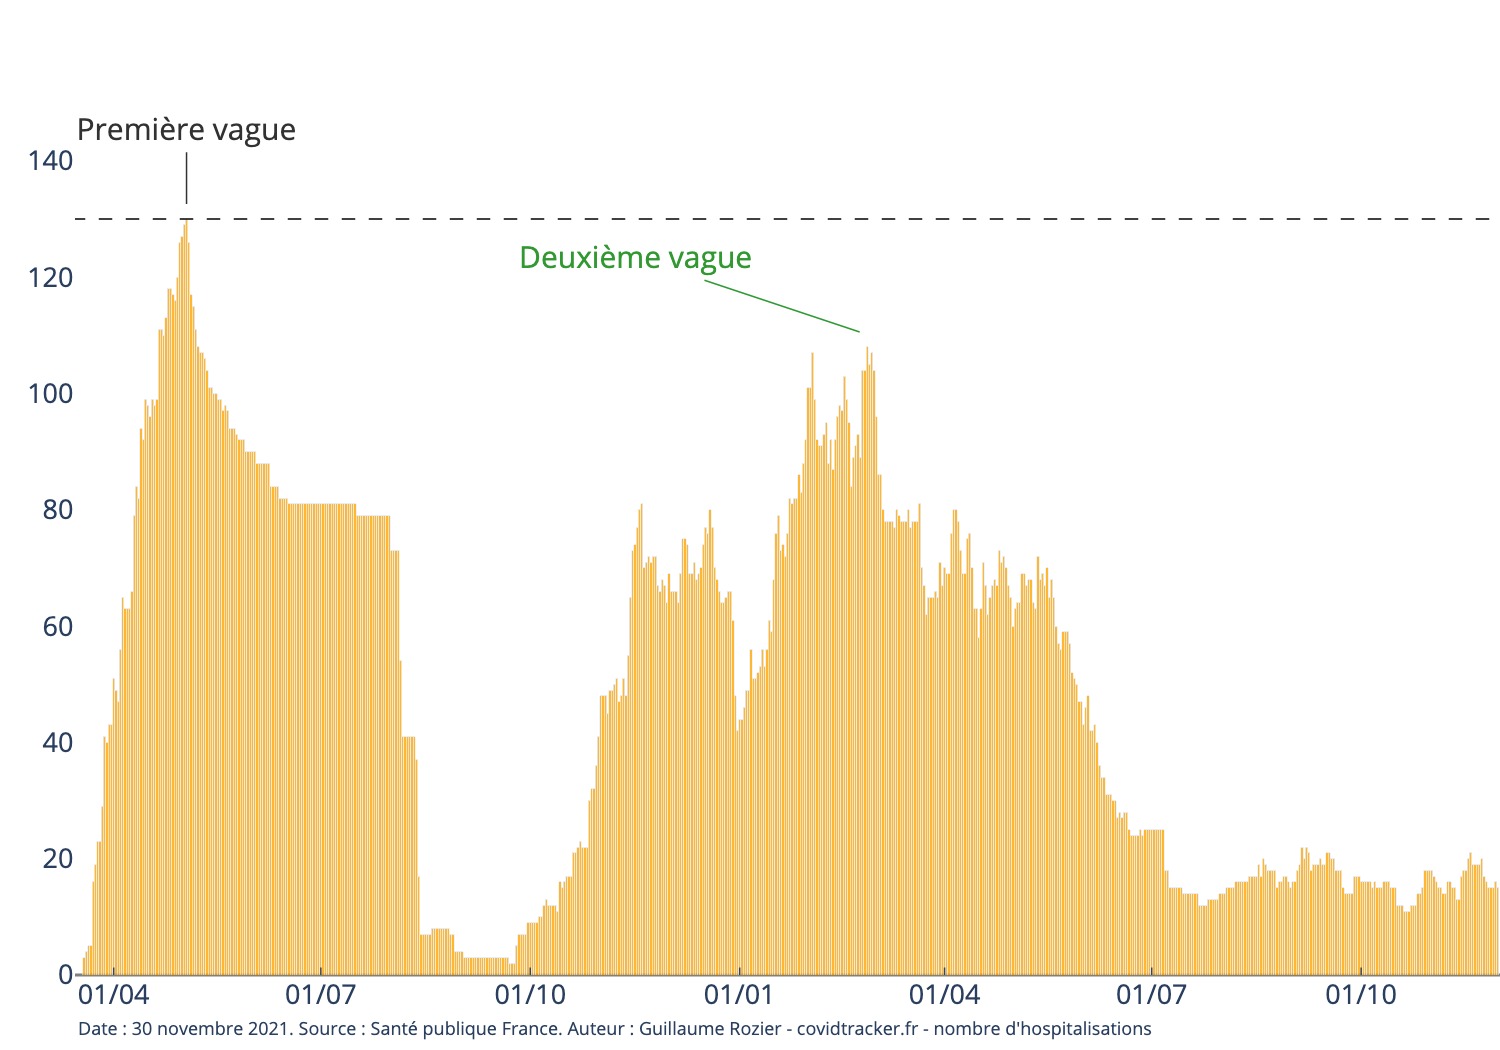 Première vague
140
Deuxième vague
120
100
80
60
40
20
0
01/04 01/07 01/10 01/01 01/04 01/07 01/10
Date : 30 novembre 2021. Source : Santé publique France. Auteur : Guillaume Rozier - covidtracker.fr - nombre d'hospitalisations